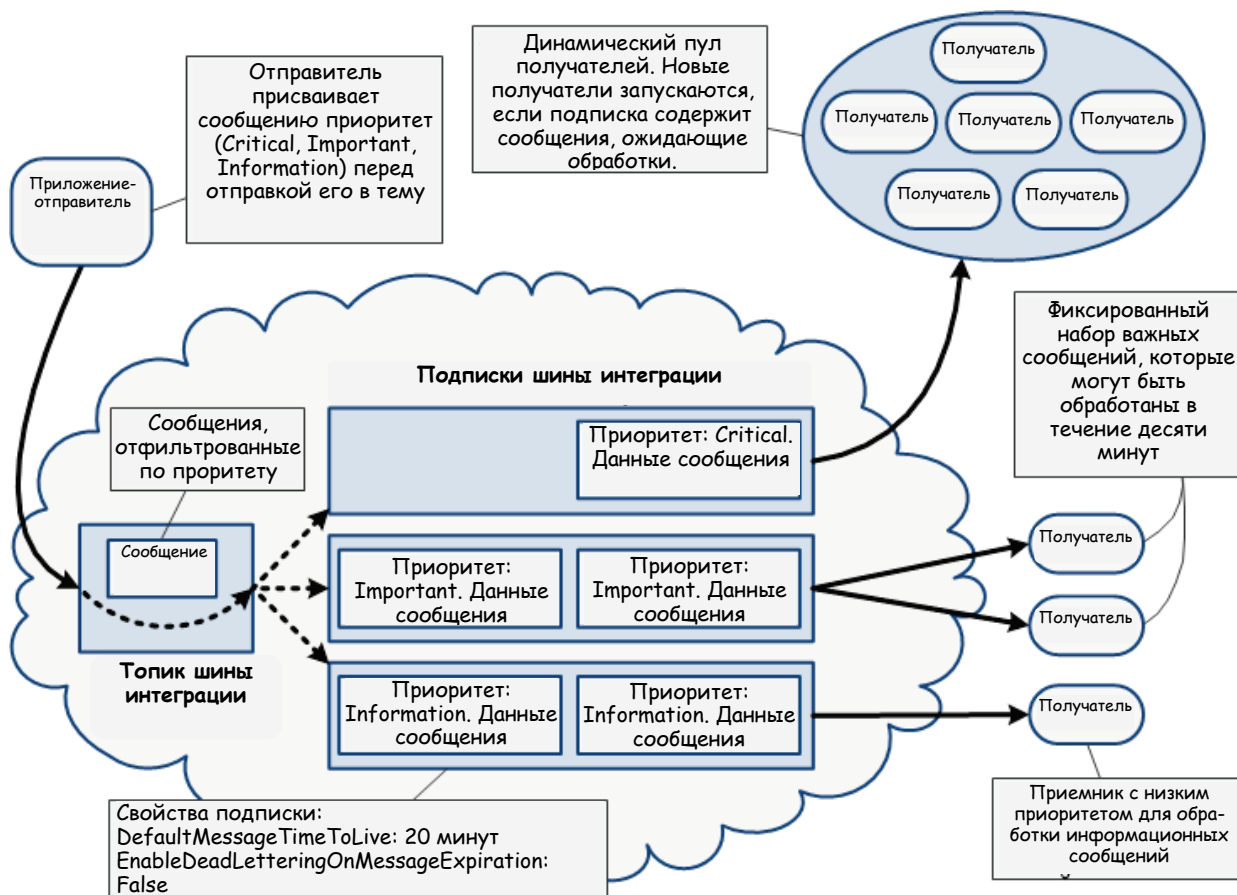 Динамический пул
получателей. Новые
получатели запускаются,
если подписка содержит
сообщения, ожидающие
обработки.
Получатель
Получатель
Получатель
Получатель
Получатель
Получатель
Отправитель
присваивает
сообщению приоритет
(Critical, Important,
Information) перед
отправкой его в тему
Приложение-
отправитель
Фиксированный
набор важных
сообщений, которые
могут быть
обработаны в
течение десяти
минут
Подписки шины интеграции
Сообщения,
отфильтрованные
по проритету
Приоритет: Critical.
Данные сообщения
Сообщение
Приоритет:
Important. Данные
сообщения
Приоритет:
Important. Данные
сообщения
Получатель
Получатель
Топик шины
интеграции
Приоритет:
Information. Данные
сообщения
Приоритет:
Information. Данные
сообщения
Получатель
Свойства подписки:
DefaultMessageTimeToLive: 20 минут
EnableDeadLetteringOnMessageExpiration:
False
Приемник с низким
приоритетом для обра-
ботки информационных
сообщений